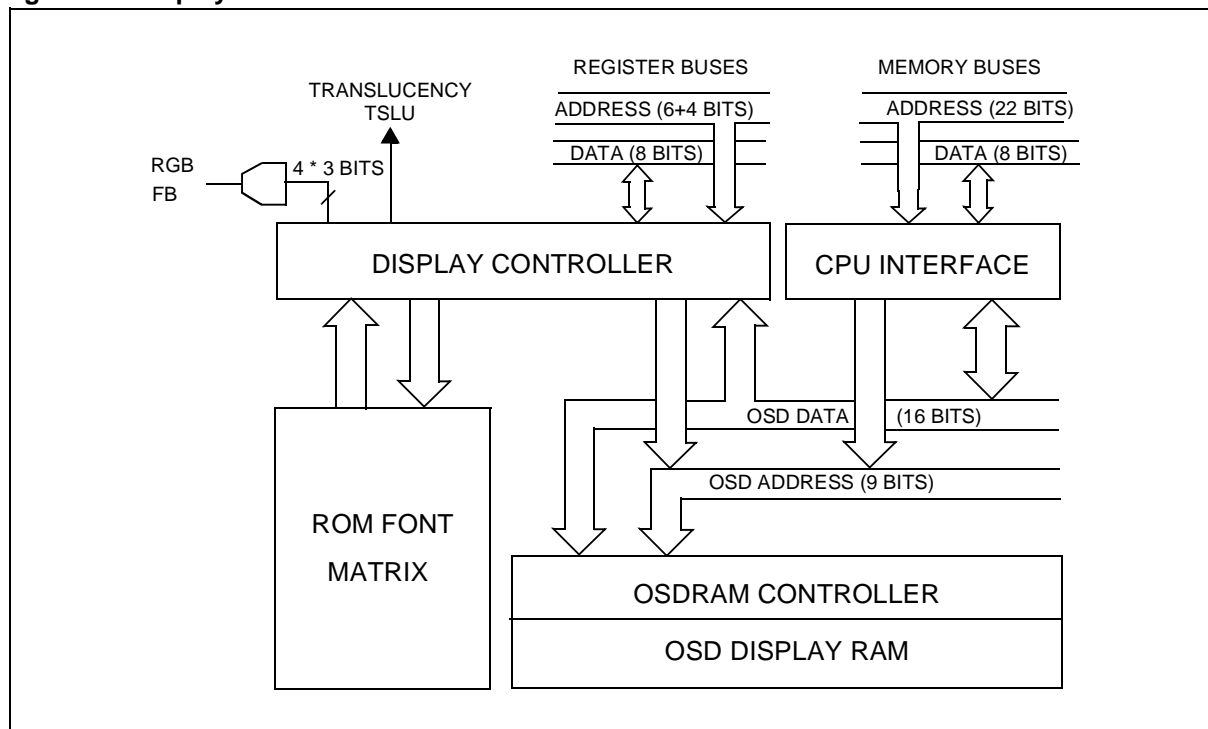 REGISTER BUSES
MEMORY BUSES
TRANSLUCENCY
TSLU
ADDRESS (6+4 BITS)
ADDRESS (22 BITS)
DATA (8 BITS)
DATA (8 BITS)
RGB
FB
4 * 3 BITS
DISPLAY CONTROLLER
CPU INTERFACE
OSD DATA (16 BITS)
OSD ADDRESS (9 BITS)
ROM FONT
MATRIX
OSDRAM CONTROLLER
OSD DISPLAY RAM